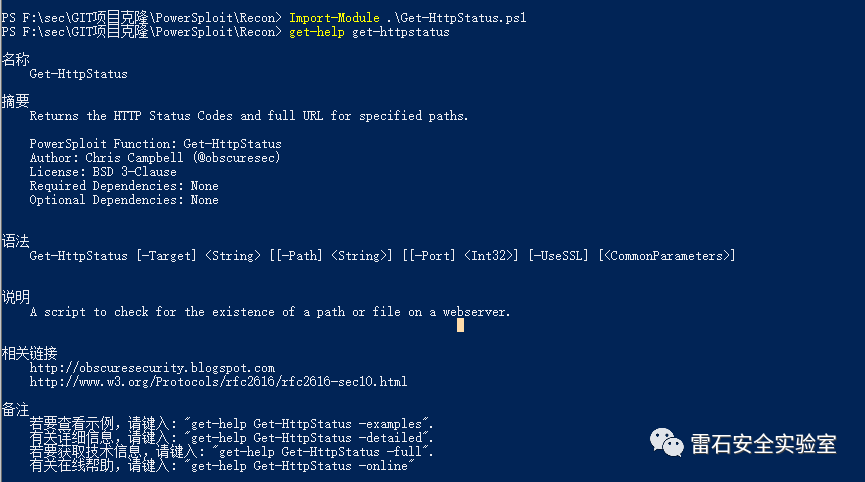 PS F:\sec\GIT项目克隆\PowerSploit\Recon> Import-Module .\Get-HttpStatus.ps1
PS F:\sec\GIT项目克隆\PowerSploit\Recon> get-help get-httpstatus
名称
Get-HttpStatus
摘要
Returns the HTTP Status Codes and full URL for specified paths.
PowerSploit Function: Get-HttpStatus
Author: Chris Campbell (@obscuresec)
License: BSD 3-Clause
Required Dependencies: None
Optional Dependencies: None
语法
Get-HttpStatus [-Target] <String> [[-Path] <String>] [[-Port] <Int32>] [-UseSSL] [<CommonParameters>]
说明
A script to check for the existence of a path or file on a webserver.
相关链接
http://obscuresecurity.blogspot.com
http://www.w3.org/Protocols/rfc2616/rfc2616-sec10.html
备注
若要查看示例，请键入: "get-help Get-HttpStatus -examples".
有关详细信息，请键入: "get-help Get-HttpStatus -detailed".
若要获取技术信息，请键入: "get-help Get-HttpStatus -full".
有关在线帮助，请键入: "get-help Get-HttpStatus -online"
雷石安全实验室